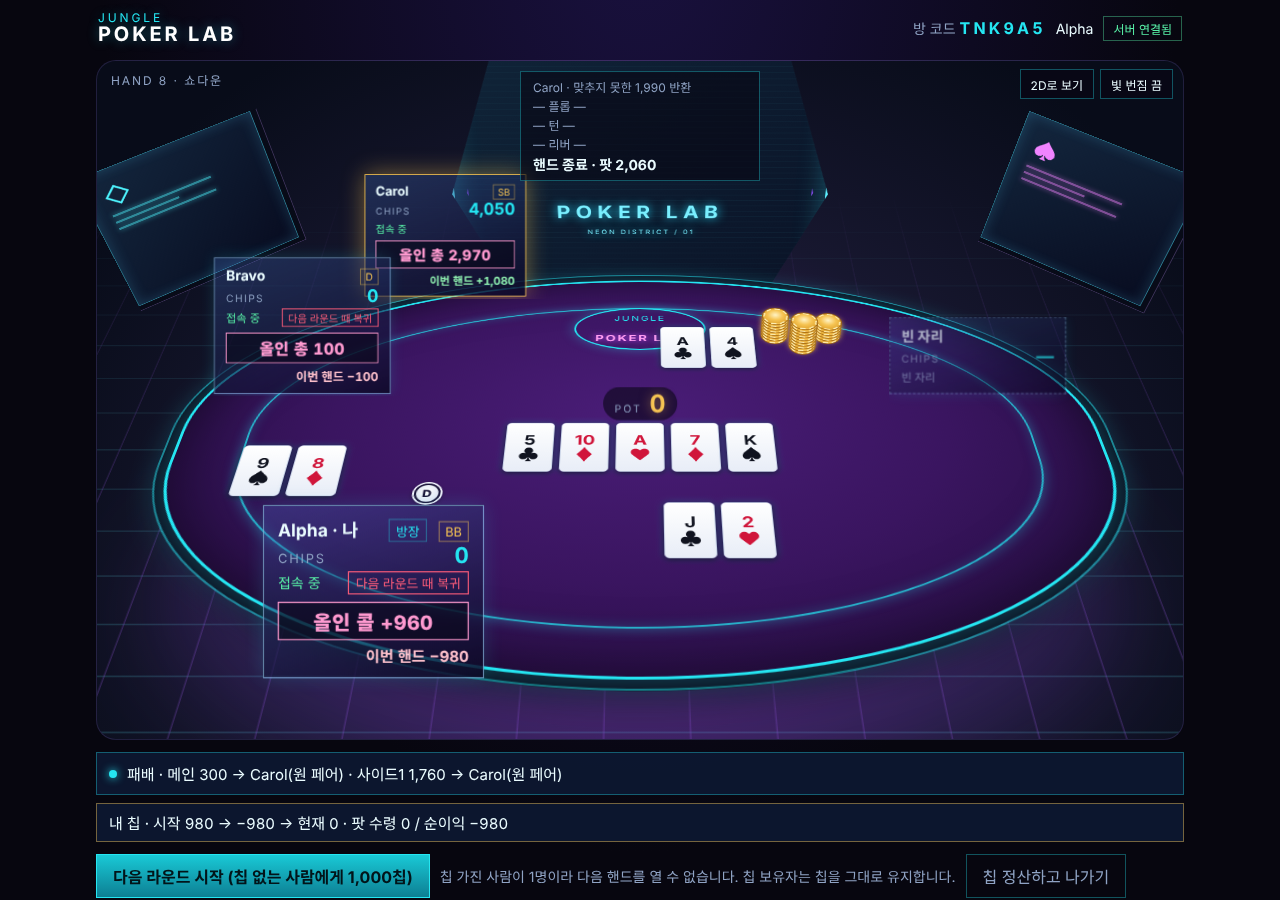 JUNGLE
POKER LAB
방 코드 TNK9A5 Alpha 서버 연결됨
HAND 8 · 쇼다운
2D로 보기
빛 번짐 끔
Carol · 맞추지 못한 1,990 반환
— 플롭 —
— 턴 —
— 리버 —
핸드 종료 · 팟 2,060
POKER LAB
NEON DISTRICT / 01
Carol SB
CHIPS 4,050
접속 중
올인 총 2,970
이번 핸드 +1,080
Bravo D
CHIPS 0
접속 중 다음 라운드 때 복귀
올인 총 100
이번 핸드 −100
빈 자리
CHIPS —
빈 자리
JUNGLE
POKER L
A 4
POT 0
5 10 A 7 K
9 8
D
J 2
Alpha · 나 방장 BB
CHIPS 0
접속 중 다음 라운드 때 복귀
올인 콜 +960
이번 핸드 −980
패배 · 메인 300 → Carol(원 페어) · 사이드1 1,760 → Carol(원 페어)
내 칩 · 시작 980 → −980 → 현재 0 · 팟 수령 0 / 순이익 −980
다음 라운드 시작 (칩 없는 사람에게 1,000칩)
칩 가진 사람이 1명이라 다음 핸드를 열 수 없습니다. 칩 보유자는 칩을 그대로 유지합니다.
칩 정산하고 나가기